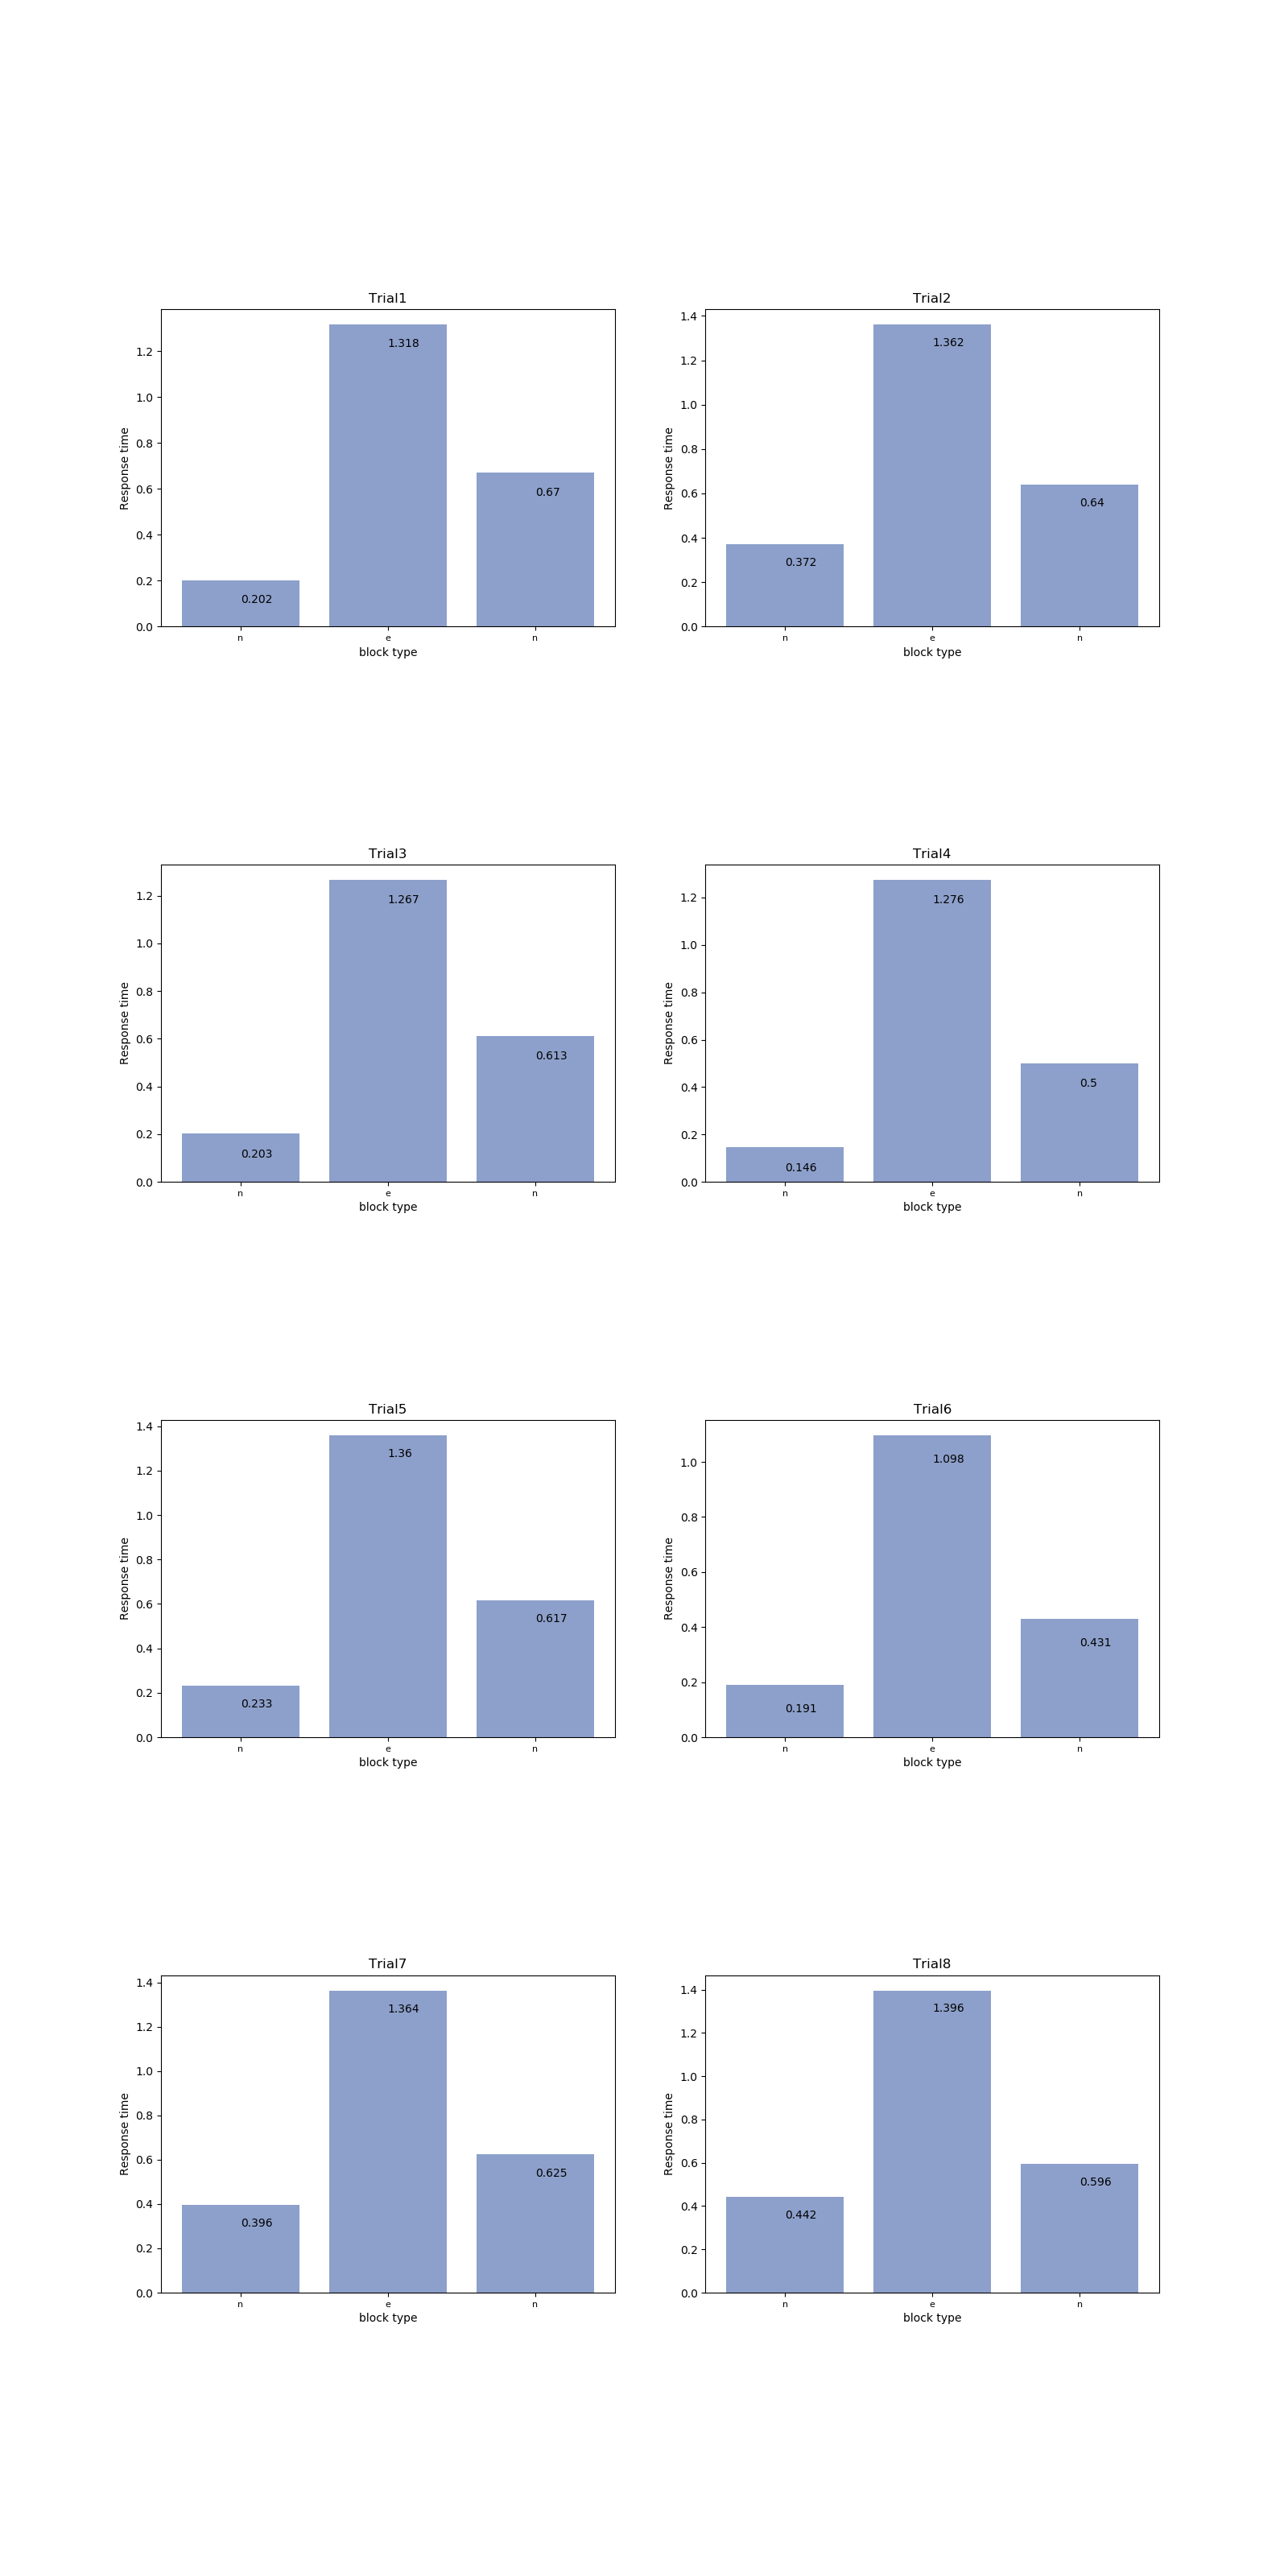 Trial1
1.2
1.0
0.8
0.6
0.4
0.2
0.0
Response time
1.318
0.67
0.202
n e n
block type
Trial2
1.4
1.2
1.0
0.8
0.6
0.4
0.2
0.0
Response time
1.362
0.64
0.372
n e n
block type
Trial3
1.2
1.0
0.8
0.6
0.4
0.2
0.0
Response time
1.267
0.613
0.203
n e n
block type
Trial4
1.2
1.0
0.8
0.6
0.4
0.2
0.0
Response time
1.276
0.5
0.146
n e n
block type
Trial5
1.4
1.2
1.0
0.8
0.6
0.4
0.2
0.0
Response time
1.36
0.617
0.233
n e n
block type
Trial6
1.0
0.8
0.6
0.4
0.2
0.0
Response time
1.098
0.431
0.191
n e n
block type
Trial7
1.4
1.2
1.0
0.8
0.6
0.4
0.2
0.0
Response time
1.364
0.625
0.396
n e n
block type
Trial8
1.4
1.2
1.0
0.8
0.6
0.4
0.2
0.0
Response time
1.396
0.596
0.442
n e n
block type